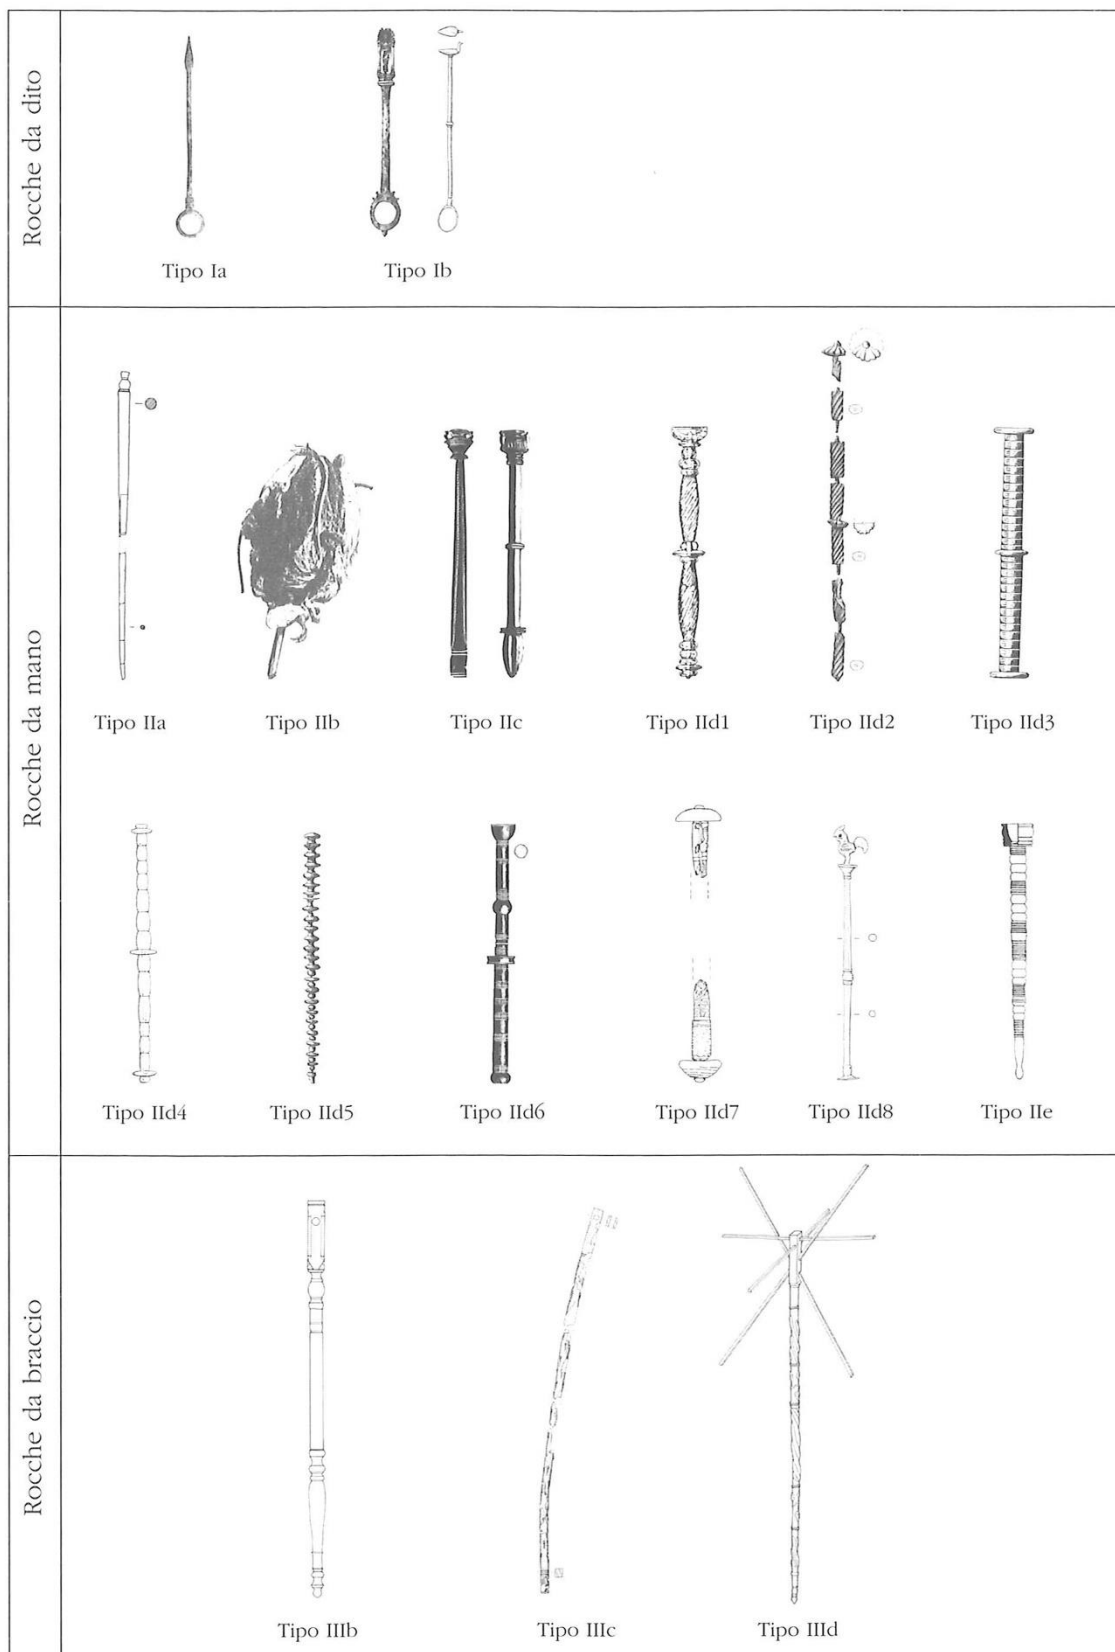 Rocche da dito
Tipo Ia
Tipo Ib
Rocche da mano
Tipo IIa
Tipo IIb
Tipo IIc
Tipo IId1
Tipo IId2
Tipo IId3
Tipo IId4
Tipo IId5
Tipo IId6
Tipo IId7
Tipo IId8
Tipo IIe
Rocche da braccio
Tipo IIIb
Tipo IIIc
Tipo IIId